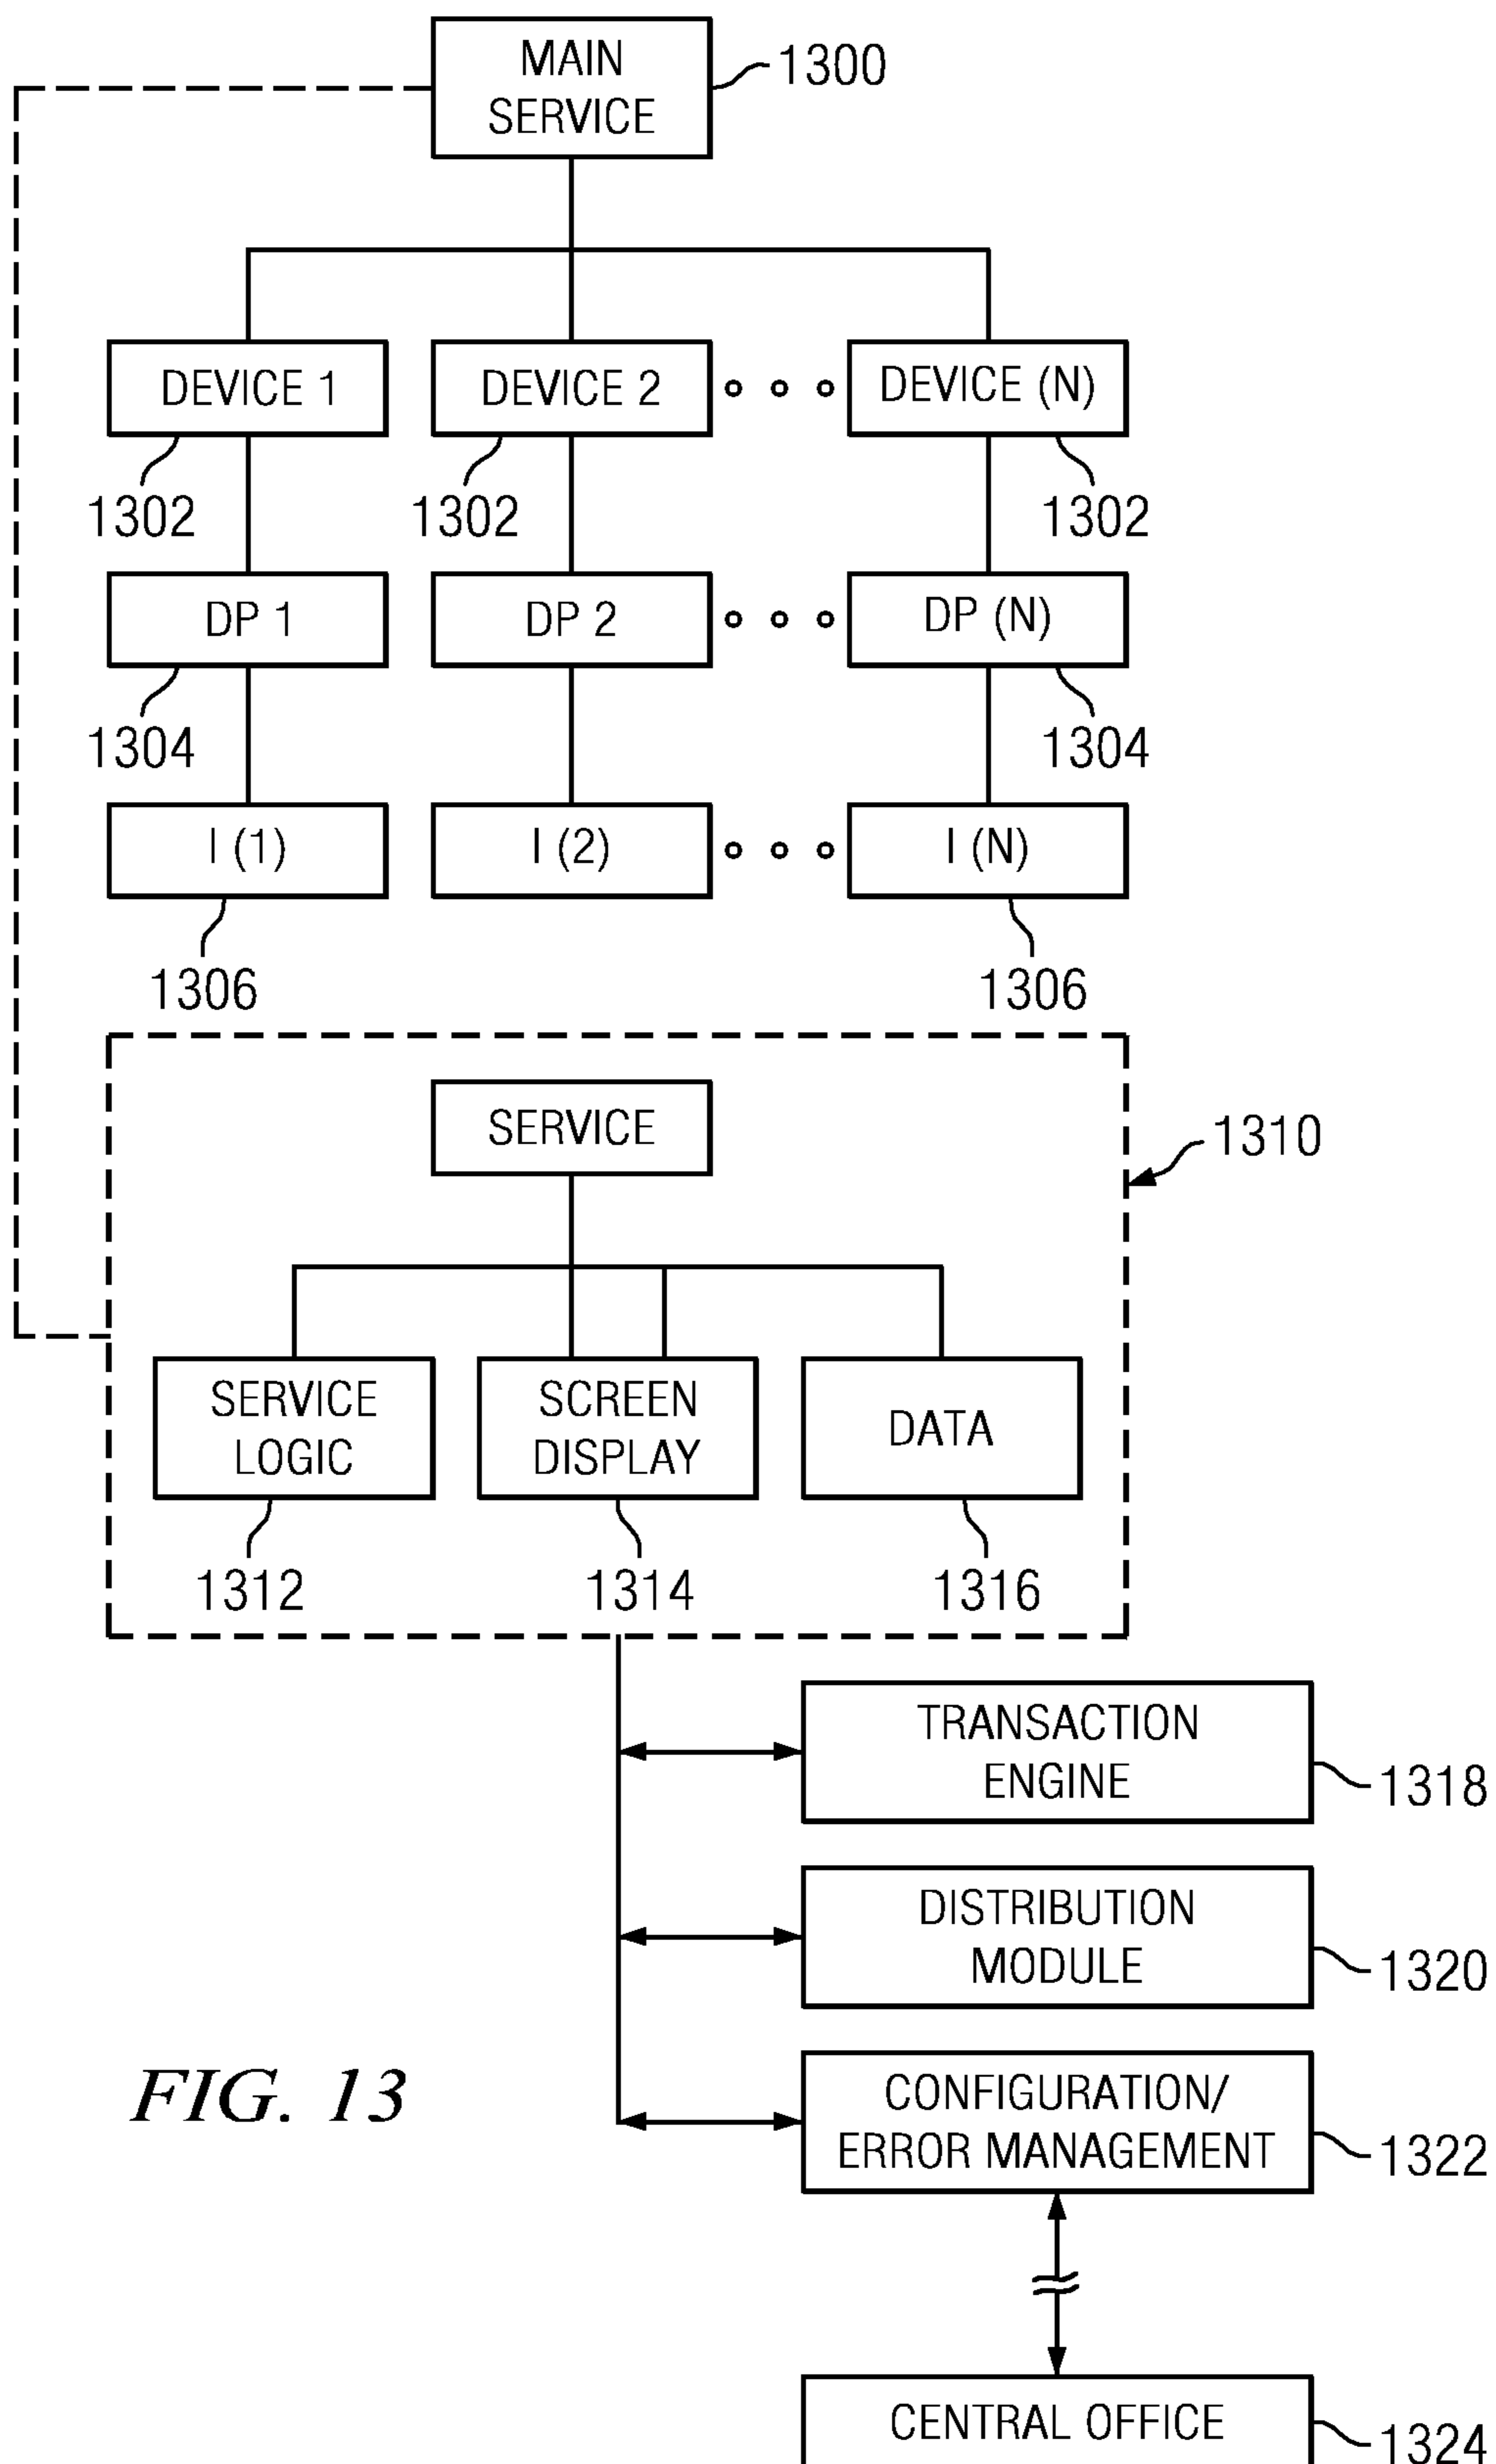 MAIN
SERVICE
1300
DEVICE 1
DEVICE 2
DEVICE (N)
1302
1302
1302
DP 1
DP 2
DP (N)
1304
1304
I (1)
I (2)
I (N)
1306
1306
SERVICE
1310
SERVICE
LOGIC
SCREEN
DISPLAY
DATA
1312
1314
1316
TRANSACTION
ENGINE
1318
DISTRIBUTION
MODULE
1320
FIG. 13
CONFIGURATION/
ERROR MANAGEMENT
1322
CENTRAL OFFICE
1324